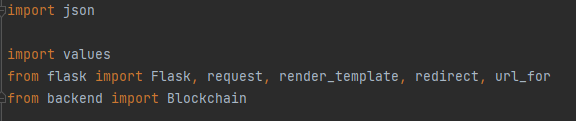 import json
import values
from flask import Flask, request, render_template, redirect, url_for
from backend import Blockchain